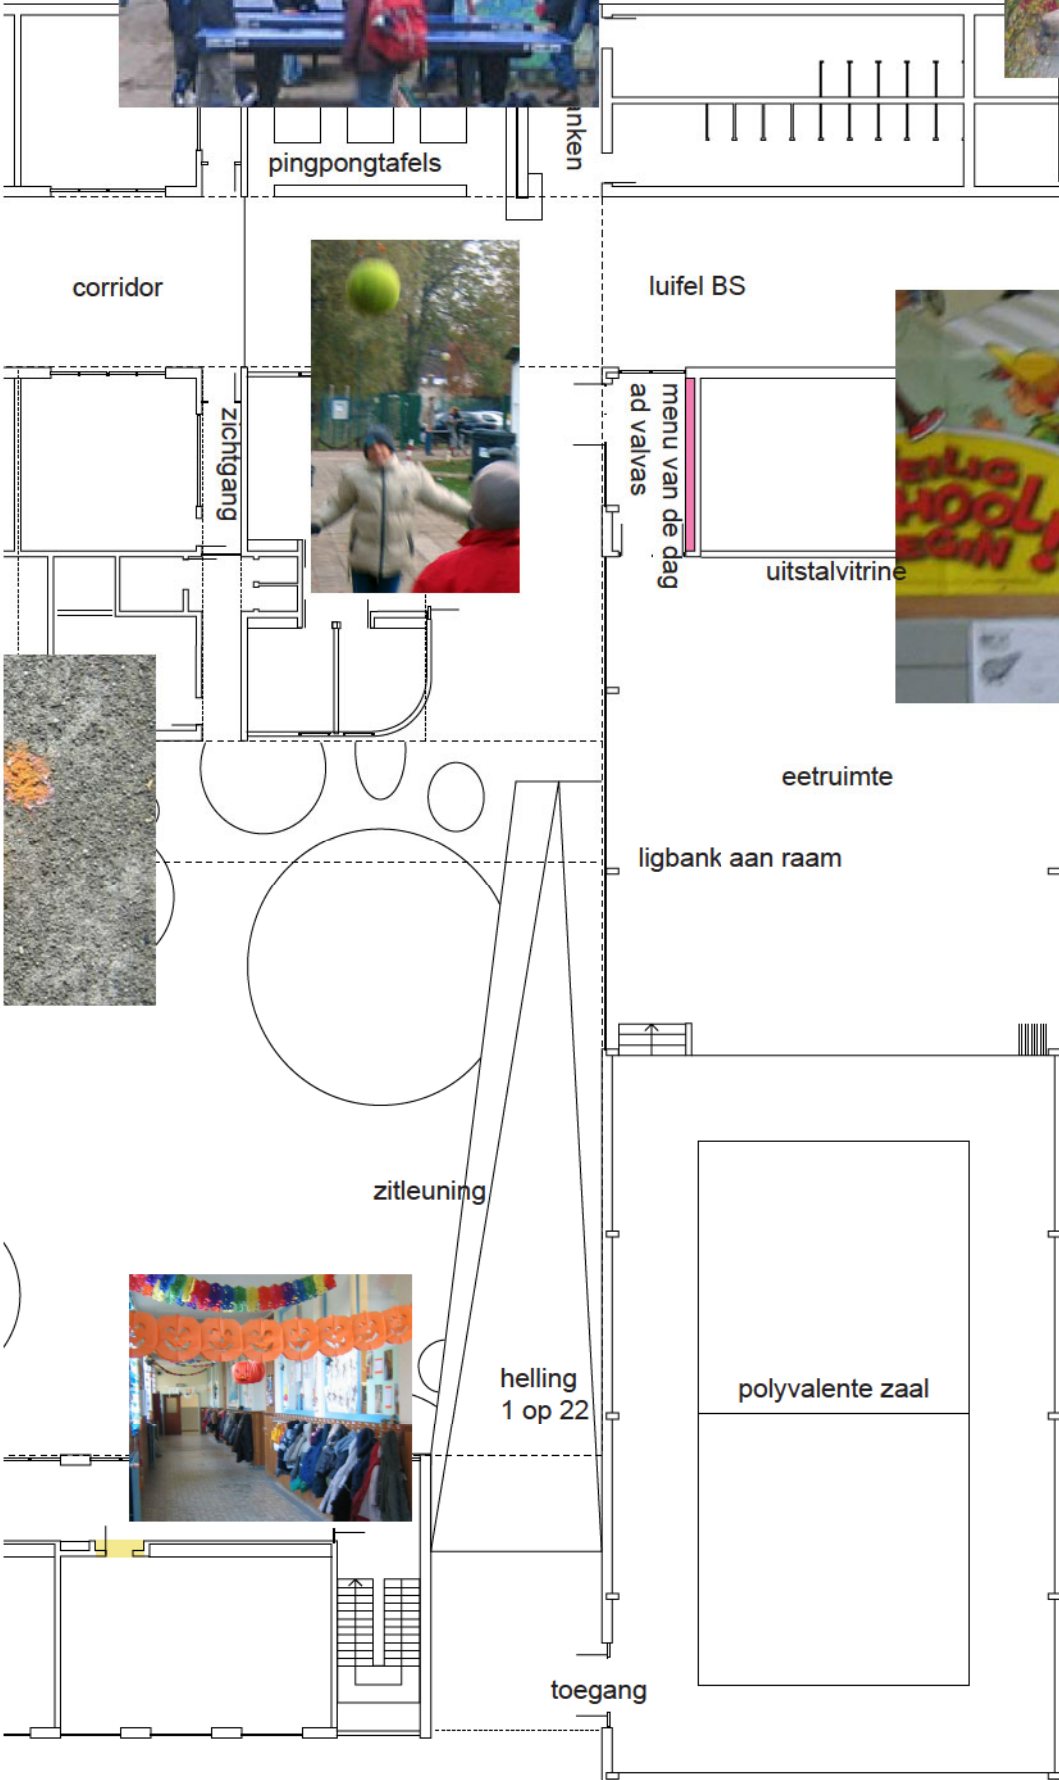 pingpongtafels
corridor
luifel BS
zichtgang
menu van de dag
ad valvas
uitstalvitrine
eetruimte
ligbank aan raam
zitleuning
helling
1 op 22
polyvalente zaal
toegang